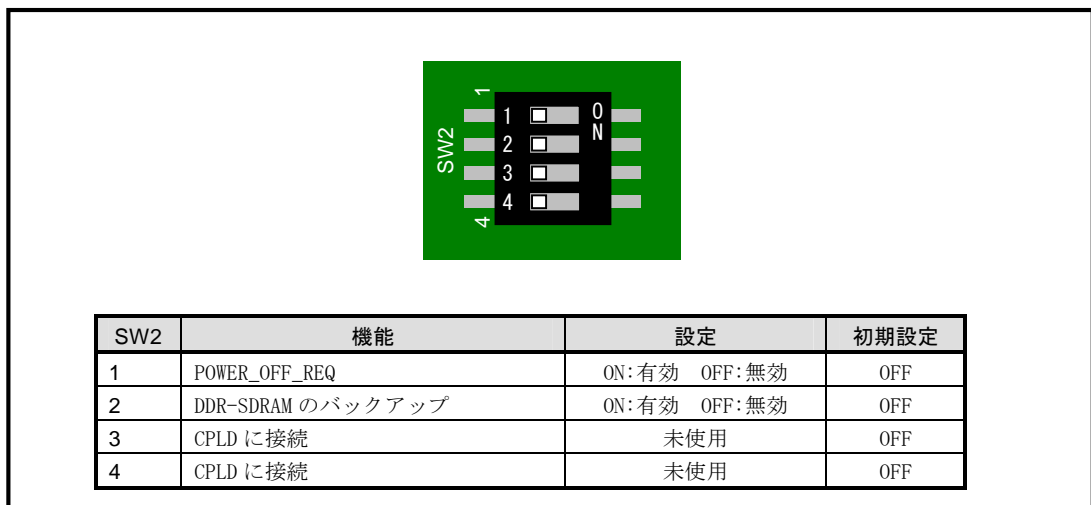 1
SW2
1
2
3
4
ON
4
SW2 機能 設定 初期設定
1 POWER_OFF_REQ ON:有効 OFF:無効 OFF
2 DDR-SDRAM のバックアップ ON:有効 OFF:無効 OFF
3 CPLD に接続 未使用 OFF
4 CPLD に接続 未使用 OFF